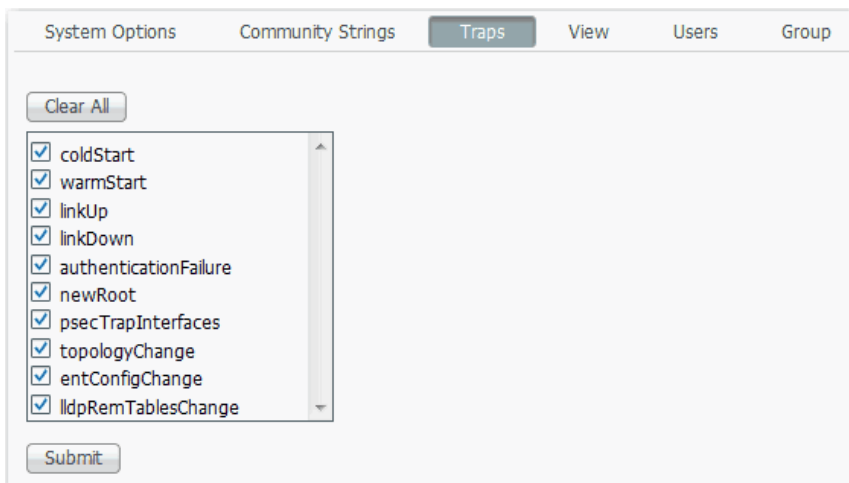 System Options Community Strings Traps View Users Group
Clear All
coldStart
warmStart
linkUp
linkDown
authenticationFailure
newRoot
psecTrapInterfaces
topologyChange
entConfigChange
lldpRemTablesChange
Submit